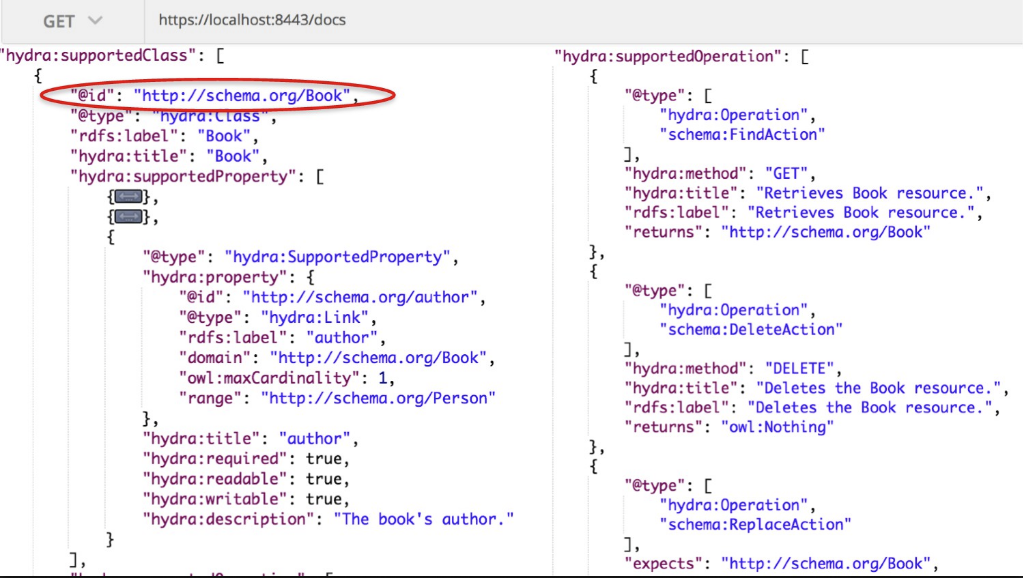 GET
https://localhost:8443/docs
"hydra:supportedClass": [
{
"@id": "http://schema.org/Book",
"@type": "hydra:Class",
"rdfs:label": "Book",
"hydra:title": "Book",
"hydra:supportedProperty": [
{ },
{ },
{
"@type": "hydra:SupportedProperty",
"hydra:property": {
"@id": "http://schema.org/author",
"@type": "hydra:Link",
"rdfs:label": "author",
"domain": "http://schema.org/Book",
"owl:maxCardinality": 1,
"range": "http://schema.org/Person"
},
"hydra:title": "author",
"hydra:required": true,
"hydra:readable": true,
"hydra:writable": true,
"hydra:description": "The book's author."
}
],
"hydra:supportedOperation": [
{
"@type": [
"hydra:Operation",
"schema:FindAction"
],
"hydra:method": "GET",
"hydra:title": "Retrieves Book resource.",
"rdfs:label": "Retrieves Book resource.",
"returns": "http://schema.org/Book"
},
{
"@type": [
"hydra:Operation",
"schema:DeleteAction"
],
"hydra:method": "DELETE",
"hydra:title": "Deletes the Book resource.",
"rdfs:label": "Deletes the Book resource.",
"returns": "owl:Nothing"
},
{
"@type": [
"hydra:Operation",
"schema:ReplaceAction"
],
"expects": "http://schema.org/Book",